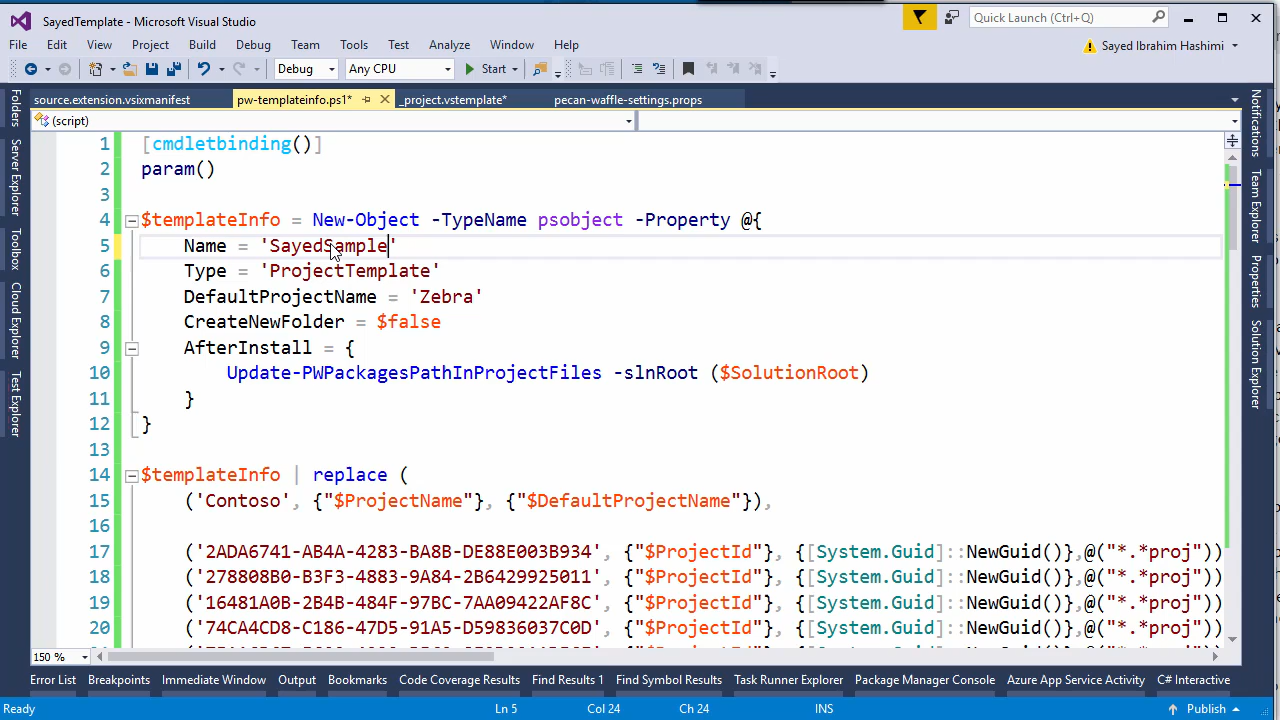 SayedTemplate - Microsoft Visual Studio
Quick Launch (Ctrl+Q)
File Edit View Project Build Debug Team Tools Test Analyze Window Help
Sayed Ibrahim Hashimi
Debug Any CPU Start
source.extension.vsixmanifest pw-templateinfo.ps1* _project.vstemplate* pecan-waffle-settings.props
(script)
Folders
Server Explorer
Toolbox
Cloud Explorer
Test Explorer
1 [cmdletbinding()]
2 param()
3
4 $templateInfo = New-Object -TypeName psobject -Property @{
5 Name = 'SayedSample'
6 Type = 'ProjectTemplate'
7 DefaultProjectName = 'Zebra'
8 CreateNewFolder = $false
9 AfterInstall = {
10 Update-PWPackagesPathInProjectFiles -slnRoot ($SolutionRoot)
11 }
12 }
13
14 $templateInfo | replace (
15 ('Contoso', {"$ProjectName"}, {"$DefaultProjectName"}),
16
17 ('2ADA6741-AB4A-4283-BA8B-DE88E003B934', {"$ProjectId"}, {[System.Guid]::NewGuid()},@("*.*proj"))
18 ('278808B0-B3F3-4883-9A84-2B6429925011', {"$ProjectId"}, {[System.Guid]::NewGuid()},@("*.*proj"))
19 ('16481A0B-2B4B-484F-97BC-7AA09422AF8C', {"$ProjectId"}, {[System.Guid]::NewGuid()},@("*.*proj"))
20 ('74CA4CD8-C186-47D5-91A5-D59836037C0D', {"$ProjectId"}, {[System.Guid]::NewGuid()},@("*.*proj"))
Notifications
Team Explorer
Properties
Solution Explorer
150 %
Error List Breakpoints Immediate Window Output Bookmarks Code Coverage Results Find Results 1 Find Symbol Results Task Runner Explorer Package Manager Console Azure App Service Activity C# Interactive
Ln 5 Col 24 Ch 24 INS Publish